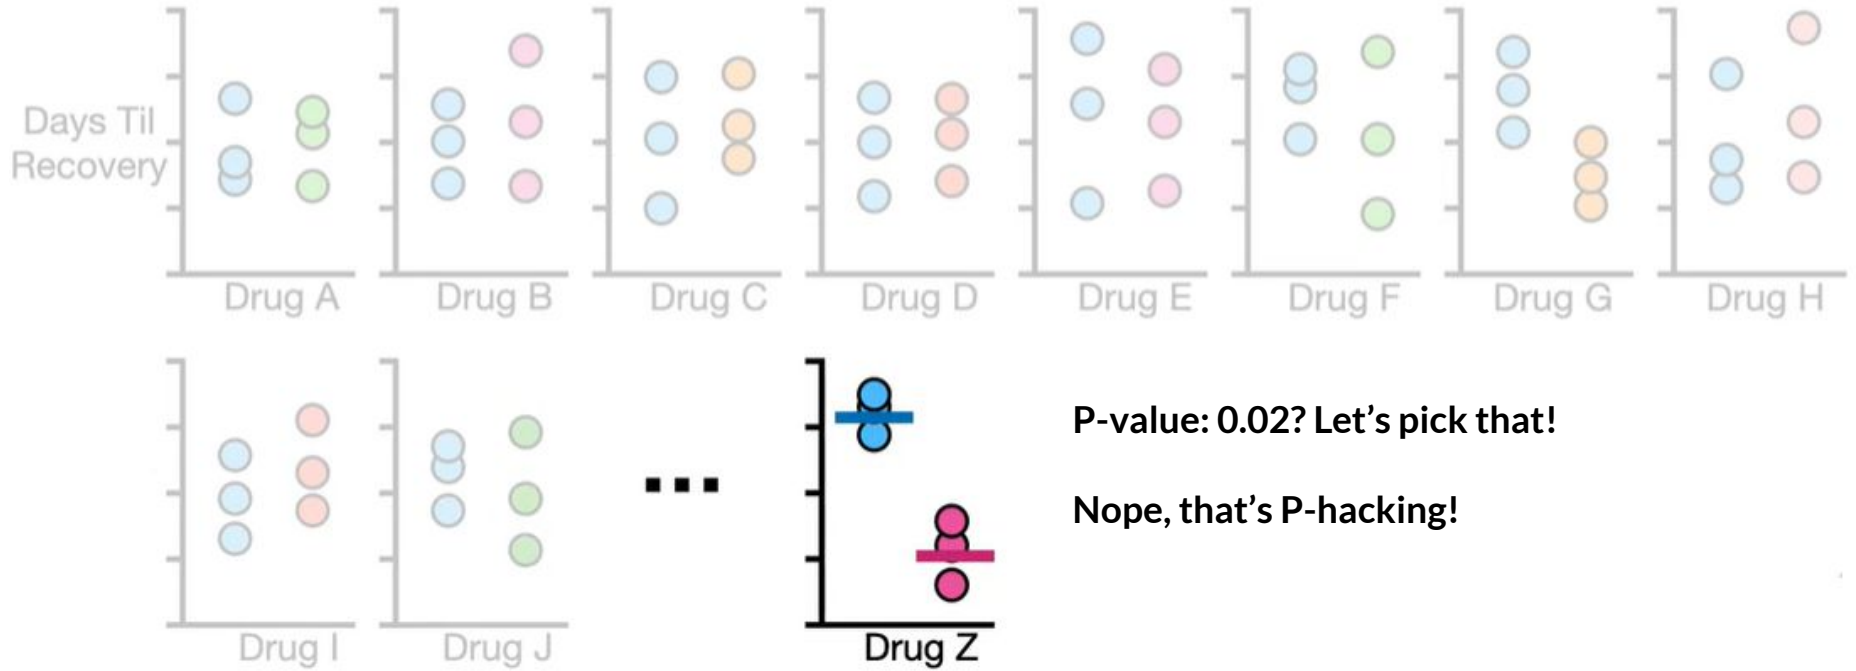 Days Til
Recovery
Drug A
Drug B
Drug C
Drug D
Drug E
Drug F
Drug G
Drug H
Drug I
Drug J
...
Drug Z
P-value: 0.02? Let’s pick that!
Nope, that’s P-hacking!